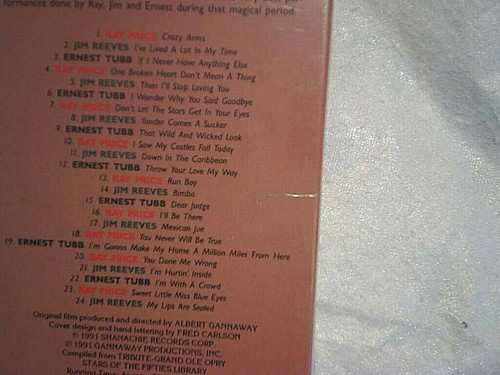 formances done by Ray, Jim and Ernest during that magical period
1. RAY PRICE Crazy Arms
2. JIM REEVES I've Lived A Lot In My Time
3. ERNEST TUBB If I Never Have Anything Else
4. RAY PRICE One Broken Heart Don't Mean A Thing
5. JIM REEVES Then I'll Stop Loving You
6. ERNEST TUBB I Wonder Why You Said Goodbye
7. RAY PRICE Don't Let The Stars Get In Your Eyes
8. JIM REEVES Yonder Comes A Sucker
9. ERNEST TUBB That Wild And Wicked Look
10. RAY PRICE I Saw My Castles Fall Today
11. JIM REEVES Down In The Caribbean
12. ERNEST TUBB Throw Your Love My Way
13. RAY PRICE Run Boy
14. JIM REEVES Bimbo
15. ERNEST TUBB Dear Judge
16. RAY PRICE I'll Be There
17. JIM REEVES Mexican Joe
18. RAY PRICE You Never Will Be True
19. ERNEST TUBB I'm Gonna Make My Home A Million Miles From Here
20. RAY PRICE You Done Me Wrong
21. JIM REEVES I'm Hurtin' Inside
22. ERNEST TUBB I'm With A Crowd
23. RAY PRICE Sweet Little Miss Blue Eyes
24 JIM REEVES My Lips Are Sealed
Original film produced and directed by ALBERT GANNAWAY
Cover design and hand lettering by FRED CARLSON
© 1991 SHANACHIE RECORDS CORP.
© 1991 GANNAWAY PRODUCTIONS, INC.
Compiled from TRIBUTE-GRAND OLE OPRY
STARS OF THE FIFTIES LIBRARY
Running Time: